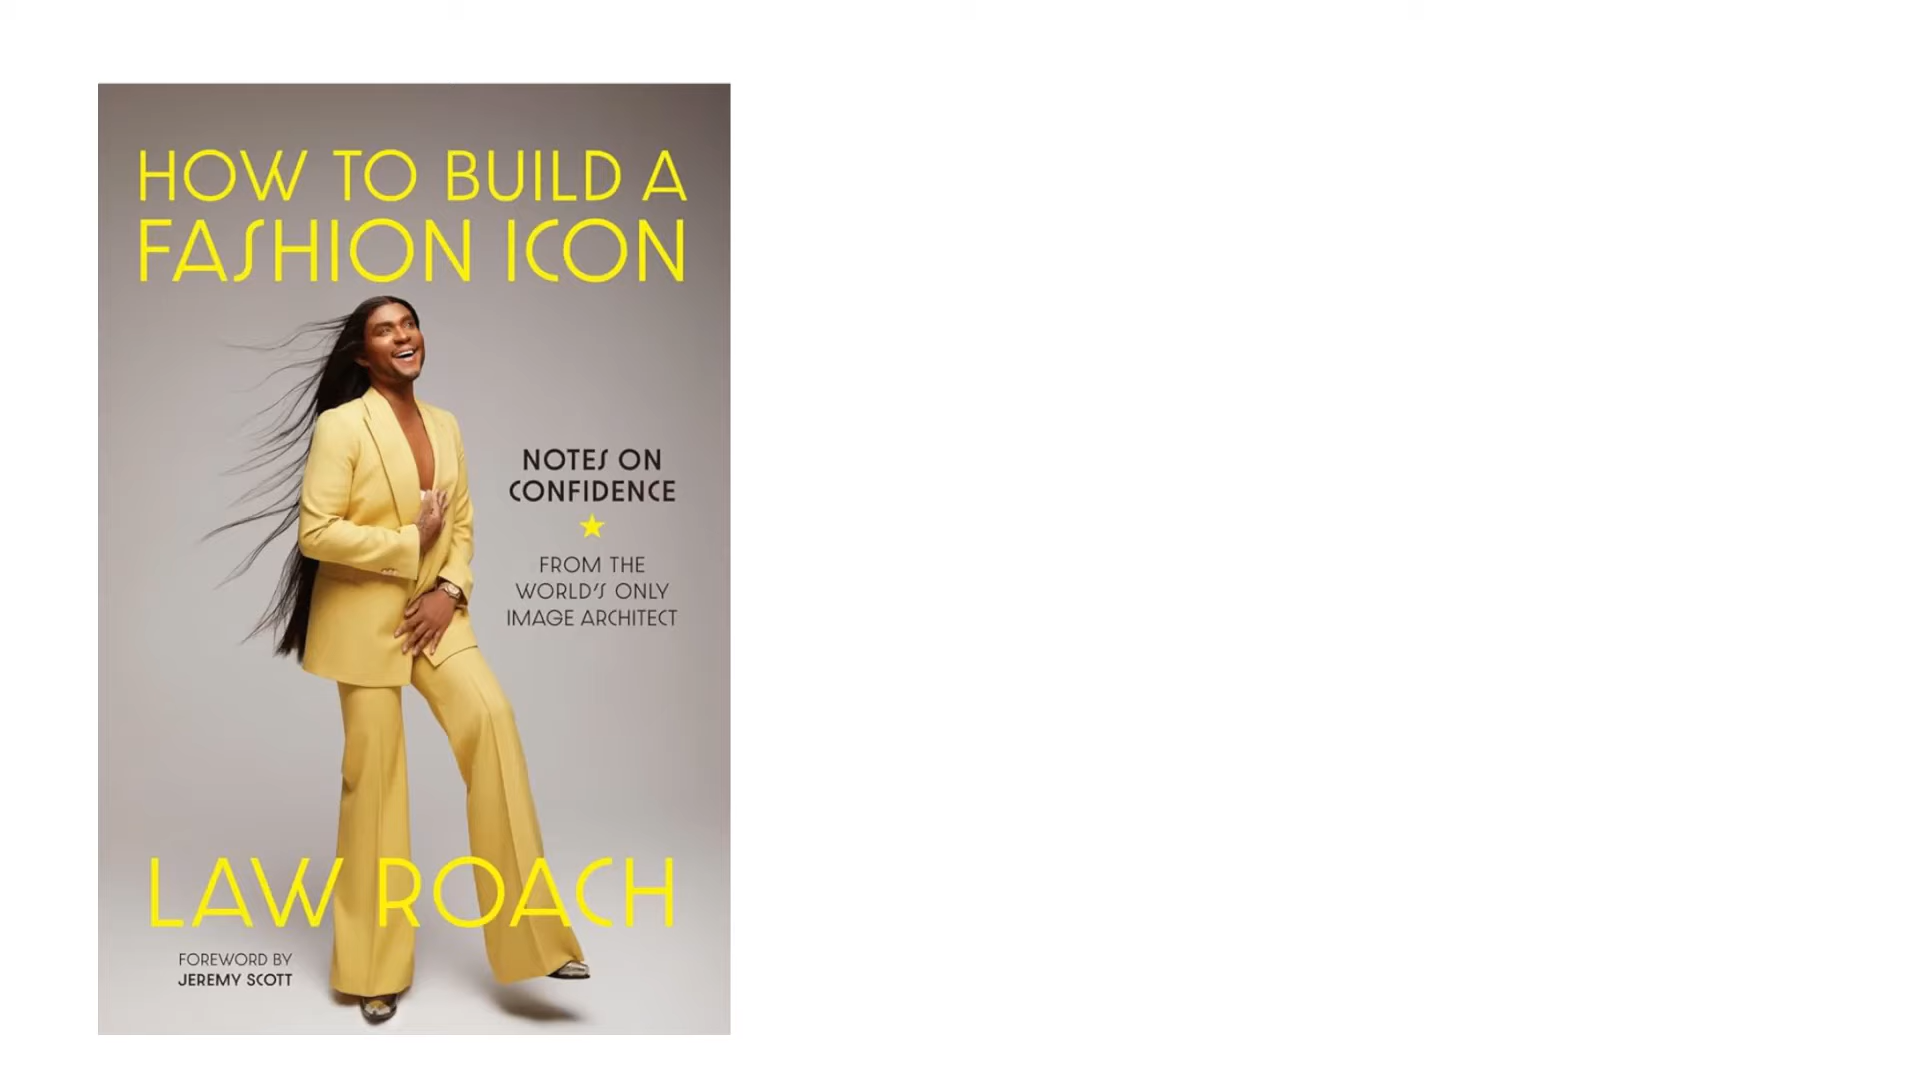 HOW TO BUILD A
FASHION ICON
NOTES ON
CONFIDENCE
FROM THE
WORLD'S ONLY
IMAGE ARCHITECT
LAW ROACH
FOREWORD BY
JEREMY SCOTT